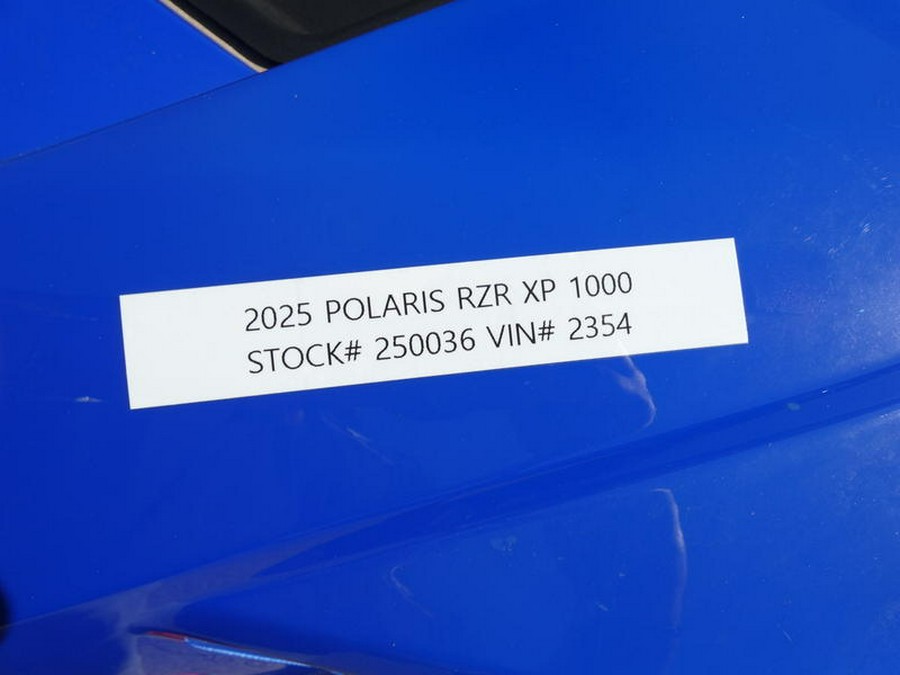 2025 POLARIS RZR XP 1000
STOCK# 250036 VIN# 2354